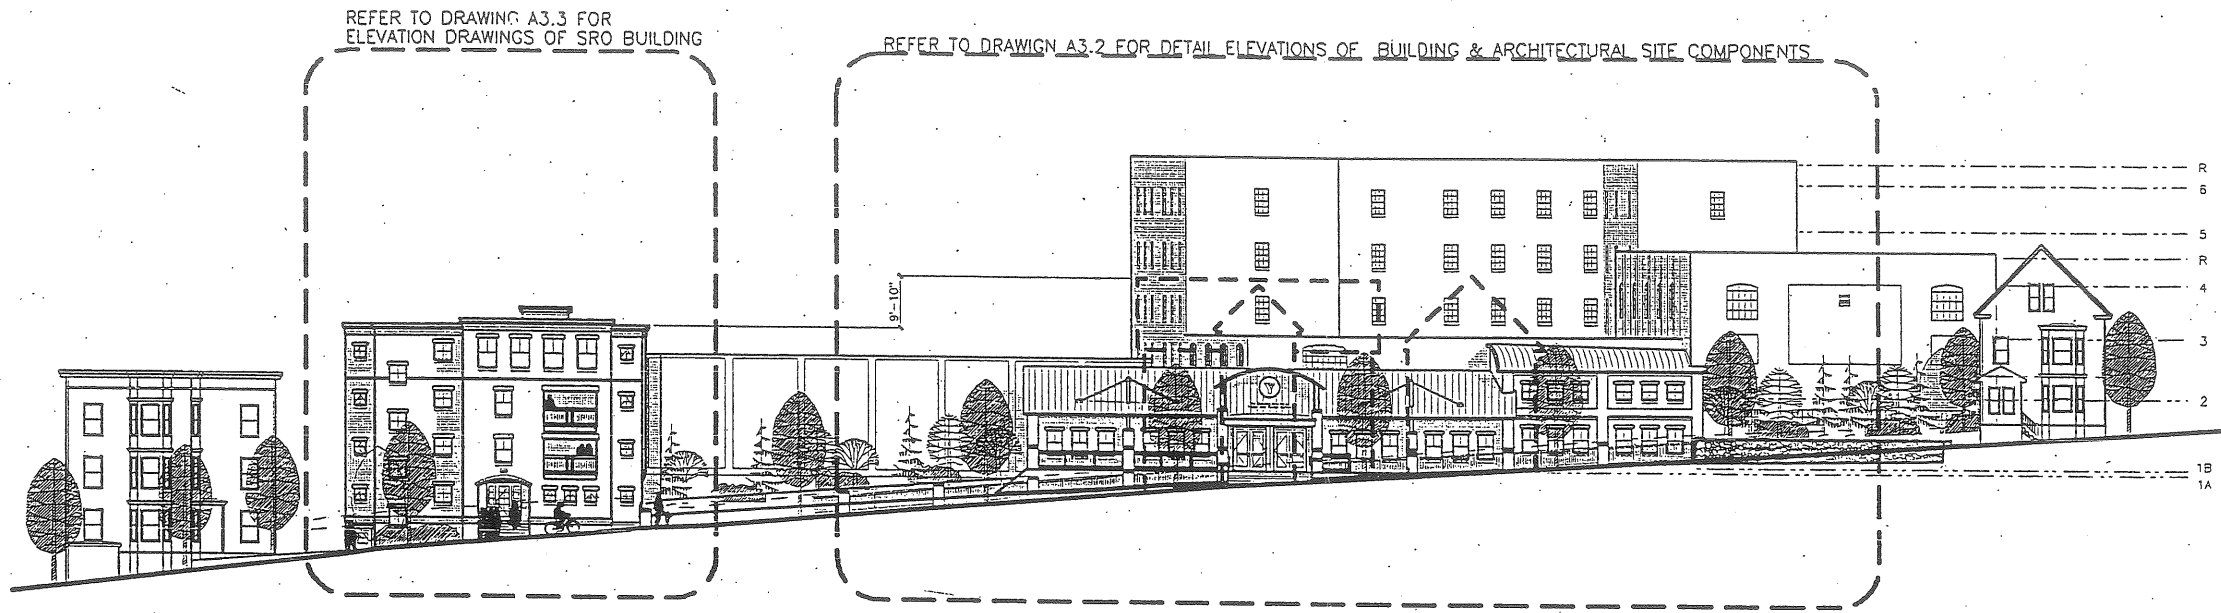 REFER TO DRAWING A3.3 FOR
ELEVATION DRAWINGS OF SRO BUILDING
REFER TO DRAWIGN A3.2 FOR DETAIL ELEVATIONS OF BUILDING & ARCHITECTURAL SITE COMPONENTS
9'-10"
R
6
5
R
4
3
2
1B
1A